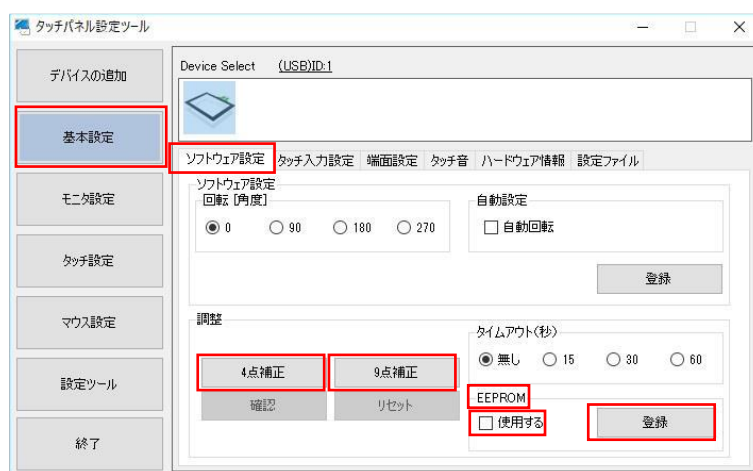 タッチパネル設定ツール
デバイスの追加
基本設定
モニタ設定
タッチ設定
マウス設定
設定ツール
終了
Device Select (USB)ID:1
ソフトウェア設定 タッチ入力設定 端面設定 タッチ音 ハードウェア情報 設定ファイル
ソフトウェア設定
回転 [角度]
0 90 180 270
自動設定
自動回転
登録
調整
4点補正 9点補正
確認 リセット
タイムアウト(秒)
無し 15 30 60
EEPROM
使用する
登録